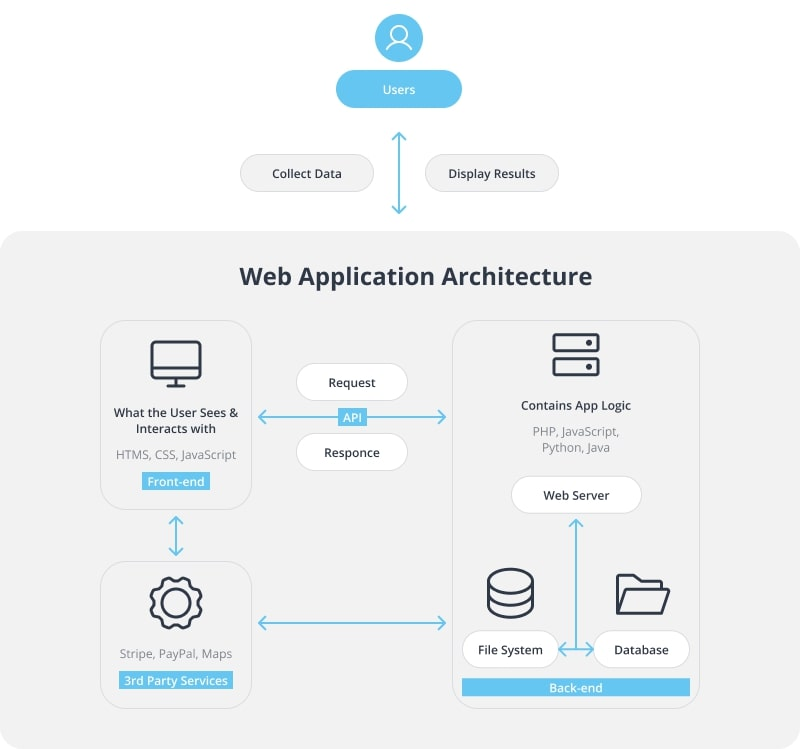 Users
Collect Data
Display Results
Web Application Architecture
What the User Sees &
Interacts with
HTMS, CSS, JavaScript
Front-end
Request
API
Responce
Contains App Logic
PHP, JavaScript,
Python, Java
Web Server
Stripe, PayPal, Maps
3rd Party Services
File System
Database
Back-end